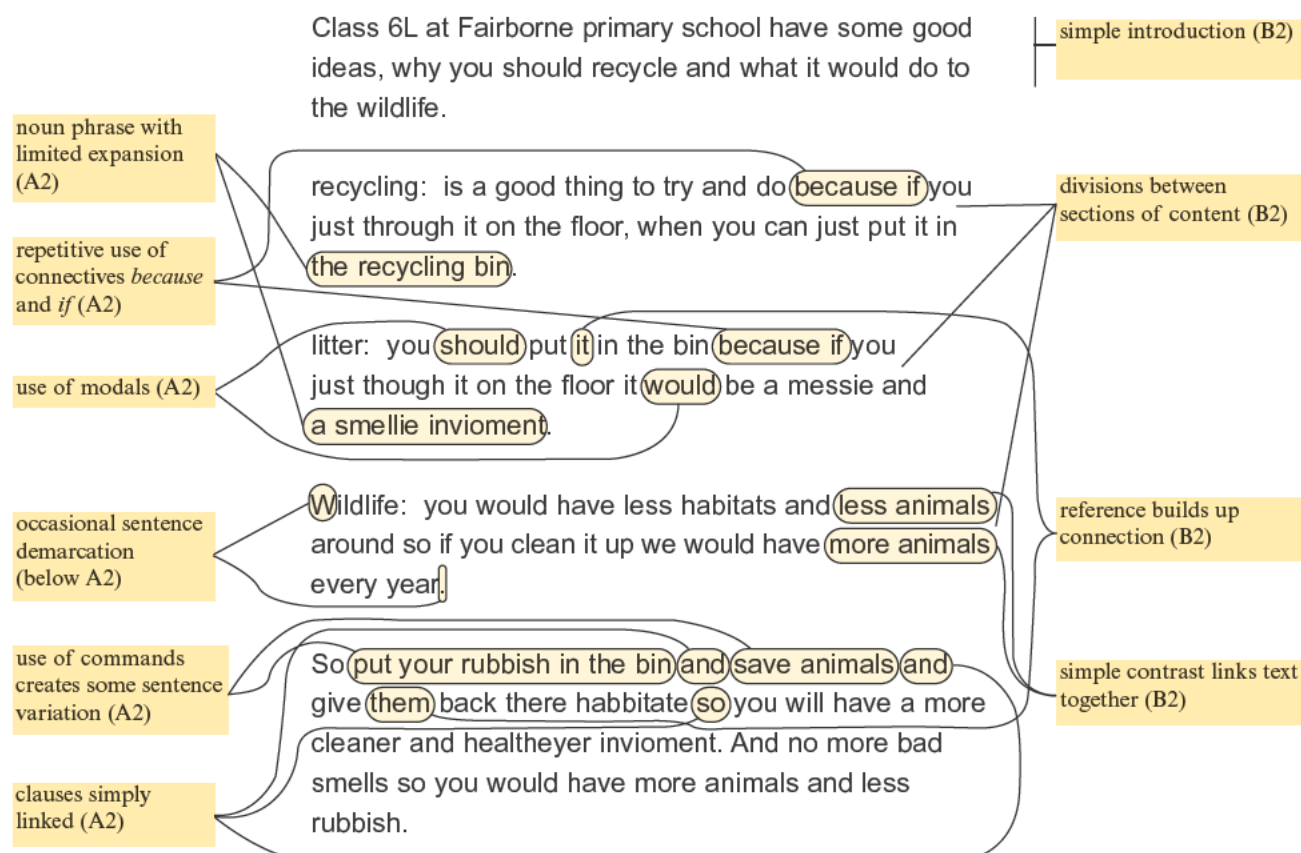 Class 6L at Fairborne primary school have some good
ideas, why you should recycle and what it would do to
the wildlife.
simple introduction (B2)
noun phrase with
limited expansion
(A2)
recycling:  is a good thing to try and do because if you
just through it on the floor, when you can just put it in
the recycling bin.
divisions between
sections of content (B2)
repetitive use of
connectives because
and if (A2)
litter:  you should put it in the bin because if you
just though it on the floor it would be a messie and
a smellie invioment.
use of modals (A2)
Wildlife:  you would have less habitats and less animals
around so if you clean it up we would have more animals
every year.
occasional sentence
demarcation
(below A2)
reference builds up
connection (B2)
use of commands
creates some sentence
variation (A2)
So put your rubbish in the bin and save animals and
give them back there habbitate so you will have a more
cleaner and healtheyer invioment. And no more bad
smells so you would have more animals and less
rubbish.
simple contrast links text
together (B2)
clauses simply
linked (A2)